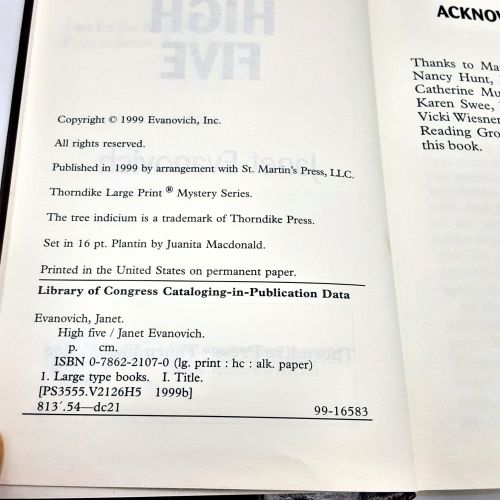 HIGH
FIVE
Janet Evanovich
Copyright © 1999 Evanovich, Inc.
All rights reserved.
Published in 1999 by arrangement with St. Martin's Press, LLC.
Thorndike Large Print ® Mystery Series.
The tree indicium is a trademark of Thorndike Press.
Set in 16 pt. Plantin by Juanita Macdonald.
Printed in the United States on permanent paper.
Library of Congress Cataloging-in-Publication Data
Evanovich, Janet.
High five / Janet Evanovich.
p. cm.
ISBN 0-7862-2107-0 (lg. print : hc : alk. paper)
1. Large type books. I. Title.
[PS3555.V2126H5 1999b]
813´.54—dc21 99-16583
ACKNO
Thanks to Ma
Nancy Hunt,
Catherine Mu
Karen Swee,
Vicki Wiesner
Reading Gro
this book.